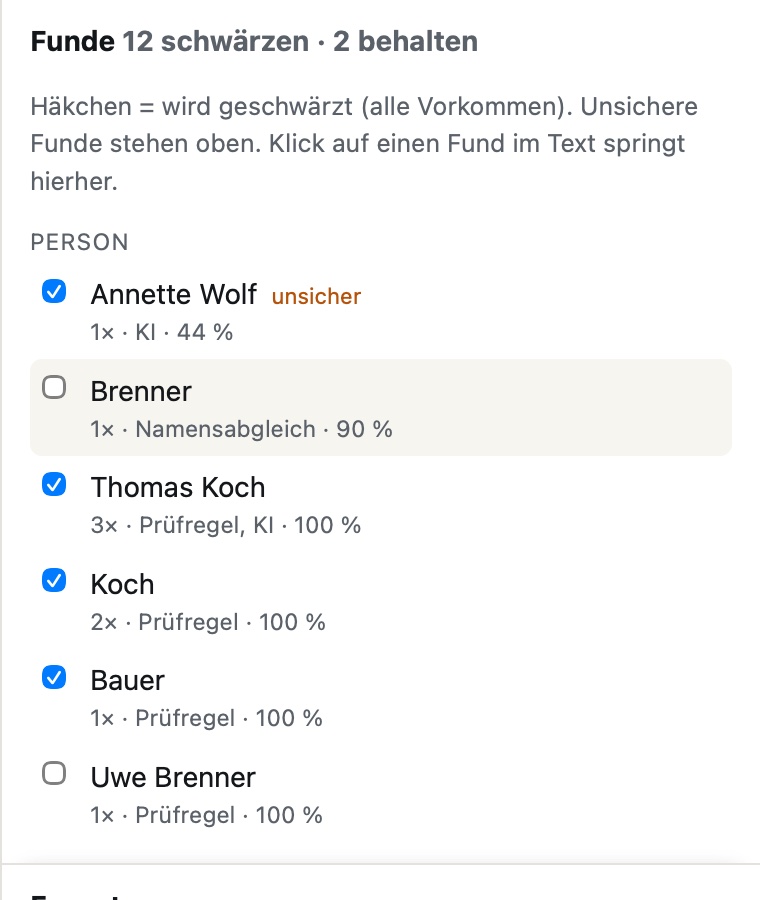 Funde 12 schwärzen · 2 behalten
Häkchen = wird geschwärzt (alle Vorkommen). Unsichere
Funde stehen oben. Klick auf einen Fund im Text springt
hierher.
PERSON
Annette Wolf unsicher
1× · KI · 44 %
Brenner
1× · Namensabgleich · 90 %
Thomas Koch
3× · Prüfregel, KI · 100 %
Koch
2× · Prüfregel · 100 %
Bauer
1× · Prüfregel · 100 %
Uwe Brenner
1× · Prüfregel · 100 %